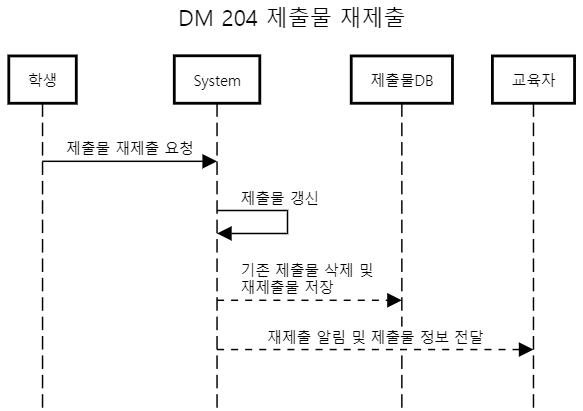 DM 204 제출물 재제출
학생
System
제출물DB
교육자
제출물 재제출 요청
제출물 갱신
기존 제출물 삭제 및
재제출물 저장
재제출 알림 및 제출물 정보 전달